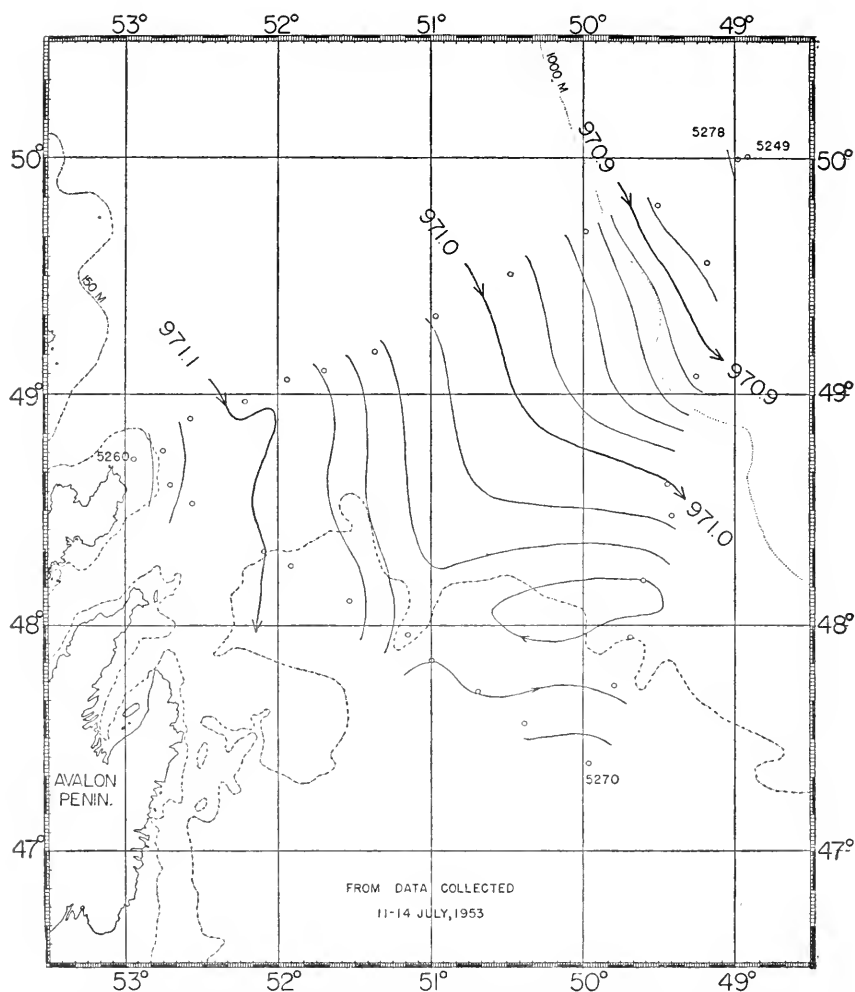 53° 52° 51° 50° 49°
1000 M
970.9
5278
5249
50° 50°
971.0
150 M
971.1
970.9
49° 49°
5260
971.0
48° 48°
5270
AVALON
PENIN.
47° 47°
FROM DATA COLLECTED
11-14 JULY, 1953
53° 52° 51° 50° 49°